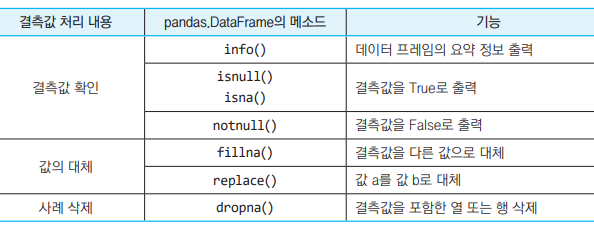 결측값 처리 내용 pandas.DataFrame의 메소드 기능
info() 데이터 프레임의 요약 정보 출력
결측값 확인 isnull() 결측값을 True로 출력
isna()
notnull() 결측값을 False로 출력
값의 대체 fillna() 결측값을 다른 값으로 대체
replace() 값 a를 값 b로 대체
사례 삭제 dropna() 결측값을 포함한 열 또는 행 삭제